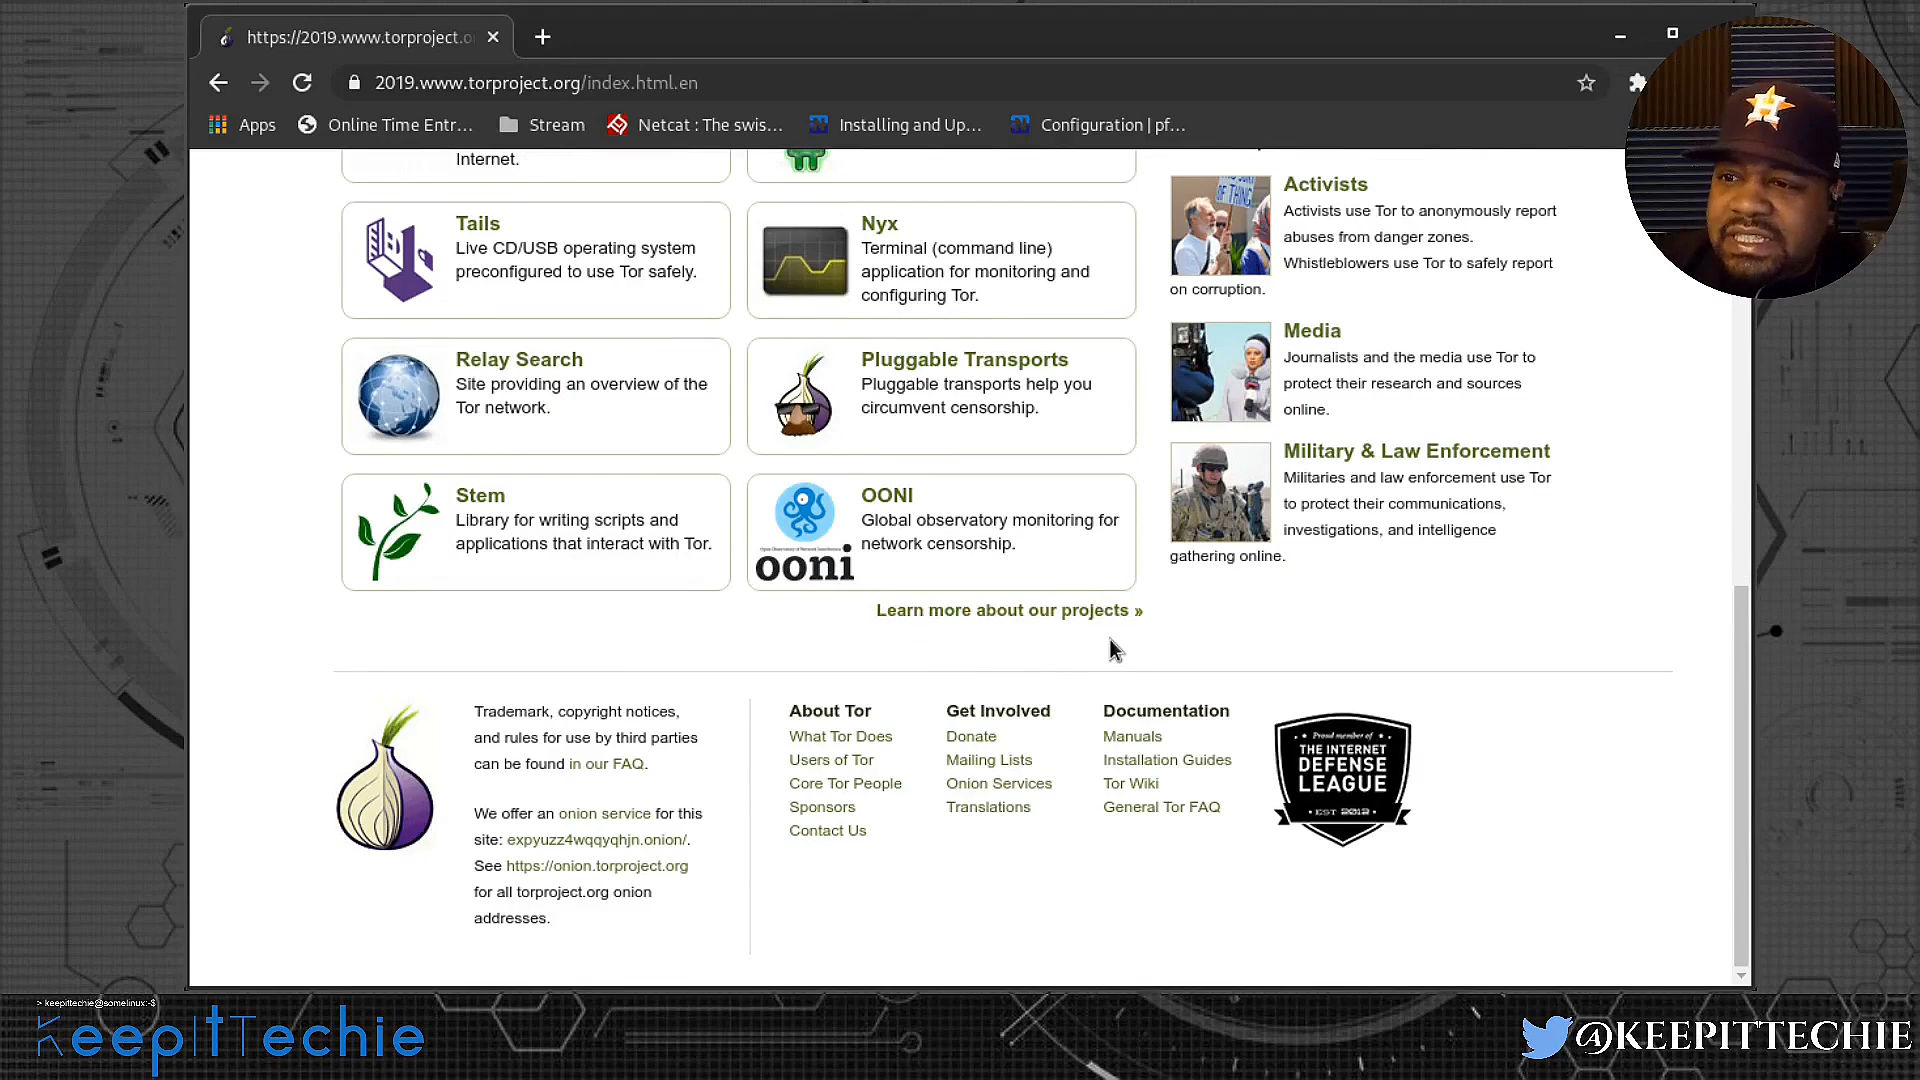 https://2019.www.torproject.o
2019.www.torproject.org/index.html.en
Apps
Online Time Entr...
Stream
Netcat : The swis...
Installing and Up...
Configuration | pf...
Internet.
Tails
Live CD/USB operating system
preconfigured to use Tor safely.
Nyx
Terminal (command line)
application for monitoring and
configuring Tor.
Relay Search
Site providing an overview of the
Tor network.
Pluggable Transports
Pluggable transports help you
circumvent censorship.
Stem
Library for writing scripts and
applications that interact with Tor.
OONI
Global observatory monitoring for
network censorship.
ooni
Learn more about our projects »
Activists
Activists use Tor to anonymously report
abuses from danger zones.
Whistleblowers use Tor to safely report
on corruption.
OF THING
Media
Journalists and the media use Tor to
protect their research and sources
online.
Military & Law Enforcement
Militaries and law enforcement use Tor
to protect their communications,
investigations, and intelligence
gathering online.
Trademark, copyright notices,
and rules for use by third parties
can be found in our FAQ.
We offer an onion service for this
site: expyuzz4wqqyqhjn.onion/.
See https://onion.torproject.org
for all torproject.org onion
addresses.
About Tor
What Tor Does
Users of Tor
Core Tor People
Sponsors
Contact Us
Get Involved
Donate
Mailing Lists
Onion Services
Translations
Documentation
Manuals
Installation Guides
Tor Wiki
General Tor FAQ
Proud member of
THE INTERNET
DEFENSE
LEAGUE
EST 2012
> keepittechie@somelinux:~$
KeepItTechie
@KEEPITTECHIE